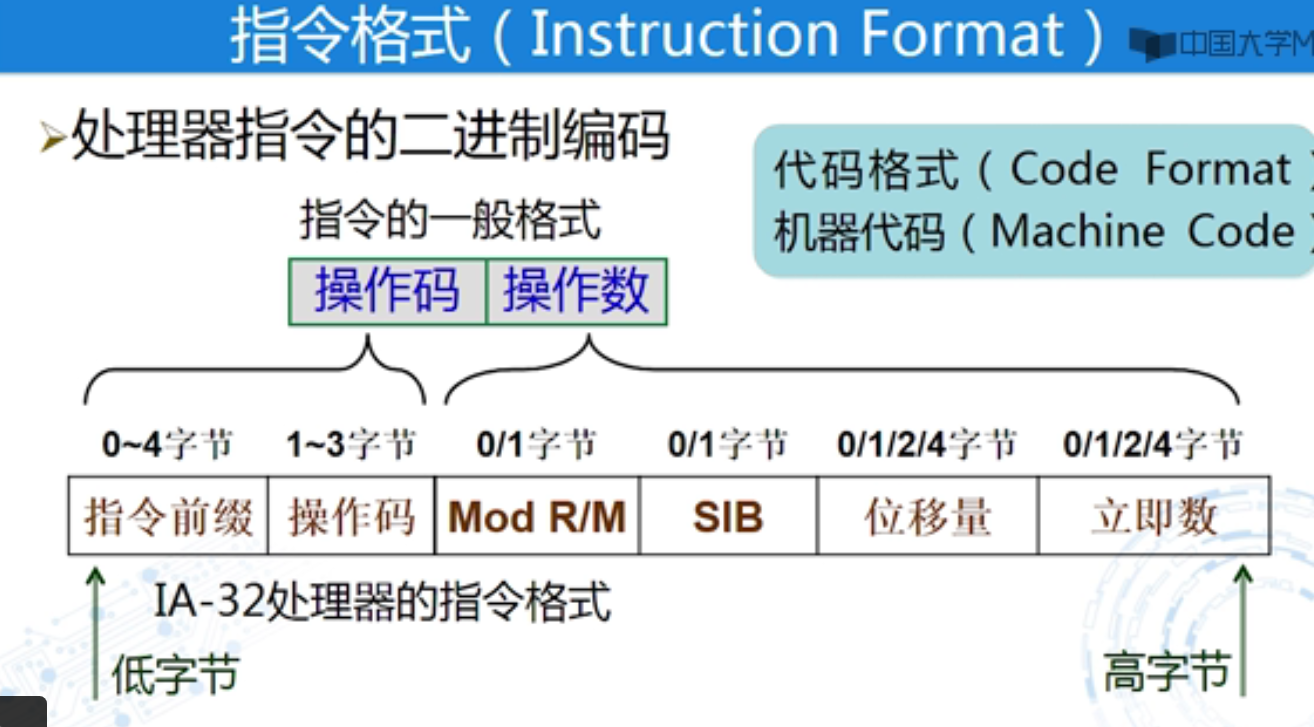 指令格式（Instruction Format）
中国大学M
➢处理器指令的二进制编码
代码格式（Code Format）
机器代码（Machine Code）
指令的一般格式
操作码 操作数
0~4字节 1~3字节 0/1字节 0/1字节 0/1/2/4字节 0/1/2/4字节
指令前缀 操作码 Mod R/M SIB 位移量 立即数
IA-32处理器的指令格式
低字节 高字节